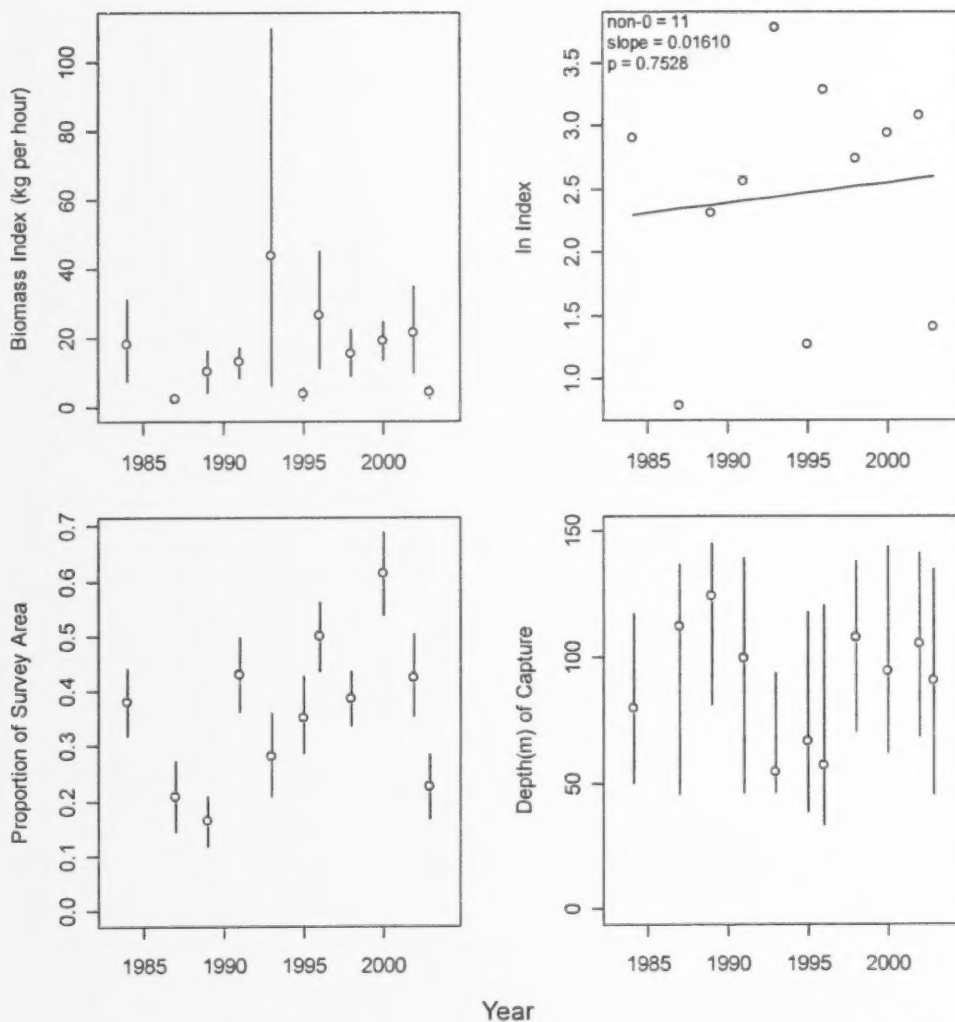 Biomass Index (kg per hour)
0 20 40 60 80 100
1985 1990 1995 2000
non-0 = 11
slope = 0.01610
p = 0.7528
ln Index
1.0 1.5 2.0 2.5 3.0 3.5
1985 1990 1995 2000
Proportion of Survey Area
0.0 0.1 0.2 0.3 0.4 0.5 0.6 0.7
1985 1990 1995 2000
Depth(m) of Capture
0 50 100 150
1985 1990 1995 2000
Year